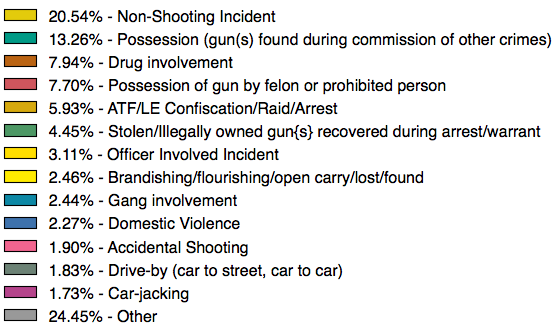 20.54% - Non-Shooting Incident
13.26% - Possession (gun(s) found during commission of other crimes)
7.94% - Drug involvement
7.70% - Possession of gun by felon or prohibited person
5.93% - ATF/LE Confiscation/Raid/Arrest
4.45% - Stolen/Illegally owned gun{s} recovered during arrest/warrant
3.11% - Officer Involved Incident
2.46% - Brandishing/flourishing/open carry/lost/found
2.44% - Gang involvement
2.27% - Domestic Violence
1.90% - Accidental Shooting
1.83% - Drive-by (car to street, car to car)
1.73% - Car-jacking
24.45% - Other